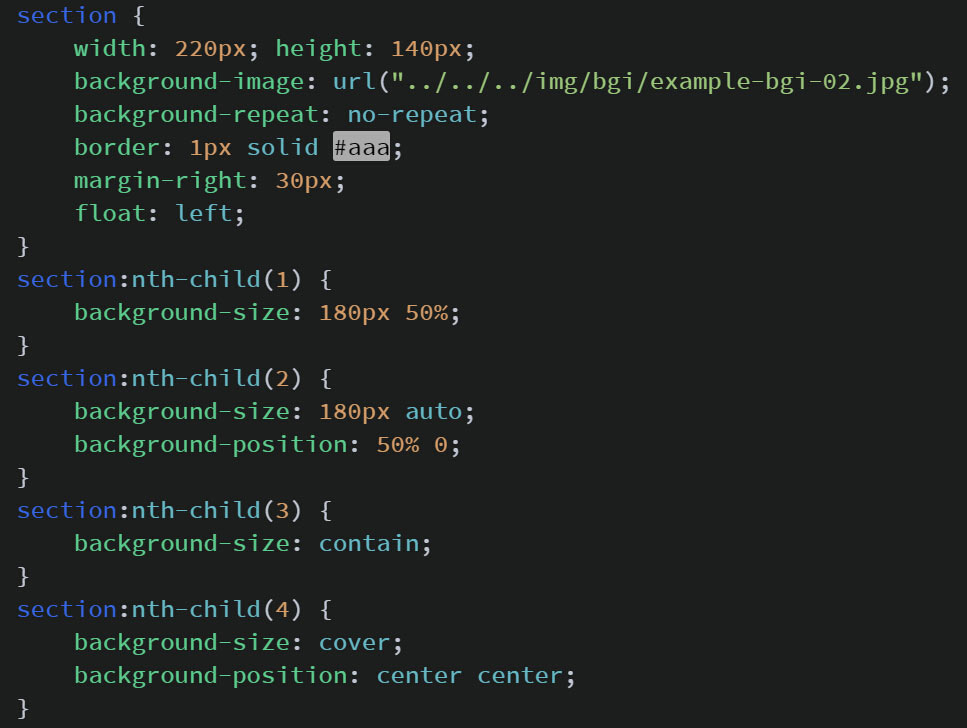 section {
    width: 220px; height: 140px;
    background-image: url("../../../img/bgi/example-bgi-02.jpg");
    background-repeat: no-repeat;
    border: 1px solid #aaa;
    margin-right: 30px;
    float: left;
}
section:nth-child(1) {
    background-size: 180px 50%;
}
section:nth-child(2) {
    background-size: 180px auto;
    background-position: 50% 0;
}
section:nth-child(3) {
    background-size: contain;
}
section:nth-child(4) {
    background-size: cover;
    background-position: center center;
}